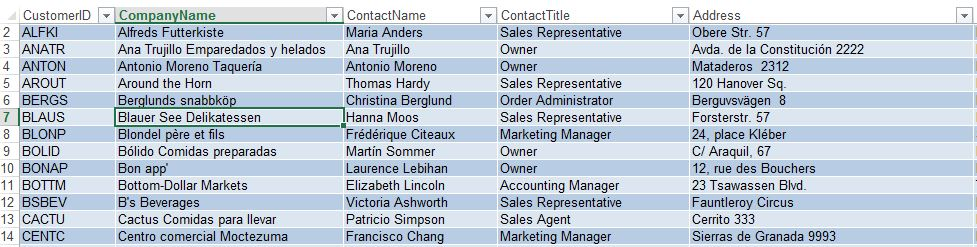 CustomerID CompanyName ContactName ContactTitle Address
2 ALFKI Alfreds Futterkiste Maria Anders Sales Representative Obere Str. 57
3 ANATR Ana Trujillo Emparedados y helados Ana Trujillo Owner Avda. de la Constitución 2222
4 ANTON Antonio Moreno Taquería Antonio Moreno Owner Mataderos 2312
5 AROUT Around the Horn Thomas Hardy Sales Representative 120 Hanover Sq.
6 BERGS Berglunds snabbköp Christina Berglund Order Administrator Berguvsvägen 8
7 BLAUS Blauer See Delikatessen Hanna Moos Sales Representative Forsterstr. 57
8 BLONP Blondel père et fils Frédérique Citeaux Marketing Manager 24, place Kléber
9 BOLID Bólido Comidas preparadas Martín Sommer Owner C/ Araquil, 67
10 BONAP Bon app' Laurence Lebihan Owner 12, rue des Bouchers
11 BOTTM Bottom-Dollar Markets Elizabeth Lincoln Accounting Manager 23 Tsawassen Blvd.
12 BSBEV B's Beverages Victoria Ashworth Sales Representative Fauntleroy Circus
13 CACTU Cactus Comidas para llevar Patricio Simpson Sales Agent Cerrito 333
14 CENTC Centro comercial Moctezuma Francisco Chang Marketing Manager Sierras de Granada 9993